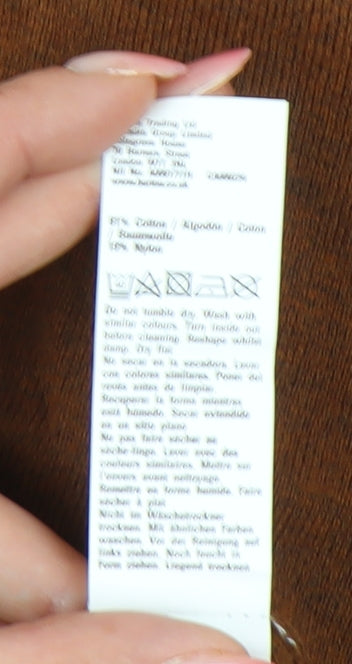 Trading Ltd
Group Limited
House
Street
London
www.
Cotton / Algodón / Coton
/ Baumwolle
Nylon
Do not tumble dry. Wash with
similar colours. Turn inside out
before cleaning. Reshape whilst
damp. Dry flat
No secar en la secadora. Lavar
con colores similares. Poner del
revés antes de limpiar.
Recuperar la forma mientras
esté húmedo. Secar extendido
en un sitio plano
Ne pas faire sécher au
sèche-linge. Laver avec des
couleurs similaires. Mettre sur
l'envers avant nettoyage.
Remettre en forme humide. Faire
sécher à plat
Nicht im Wäschetrockner
trocknen. Mit ähnlichen Farben
waschen. Vor der Reinigung auf
links ziehen. Noch feucht in
Form ziehen. Liegend trocknen